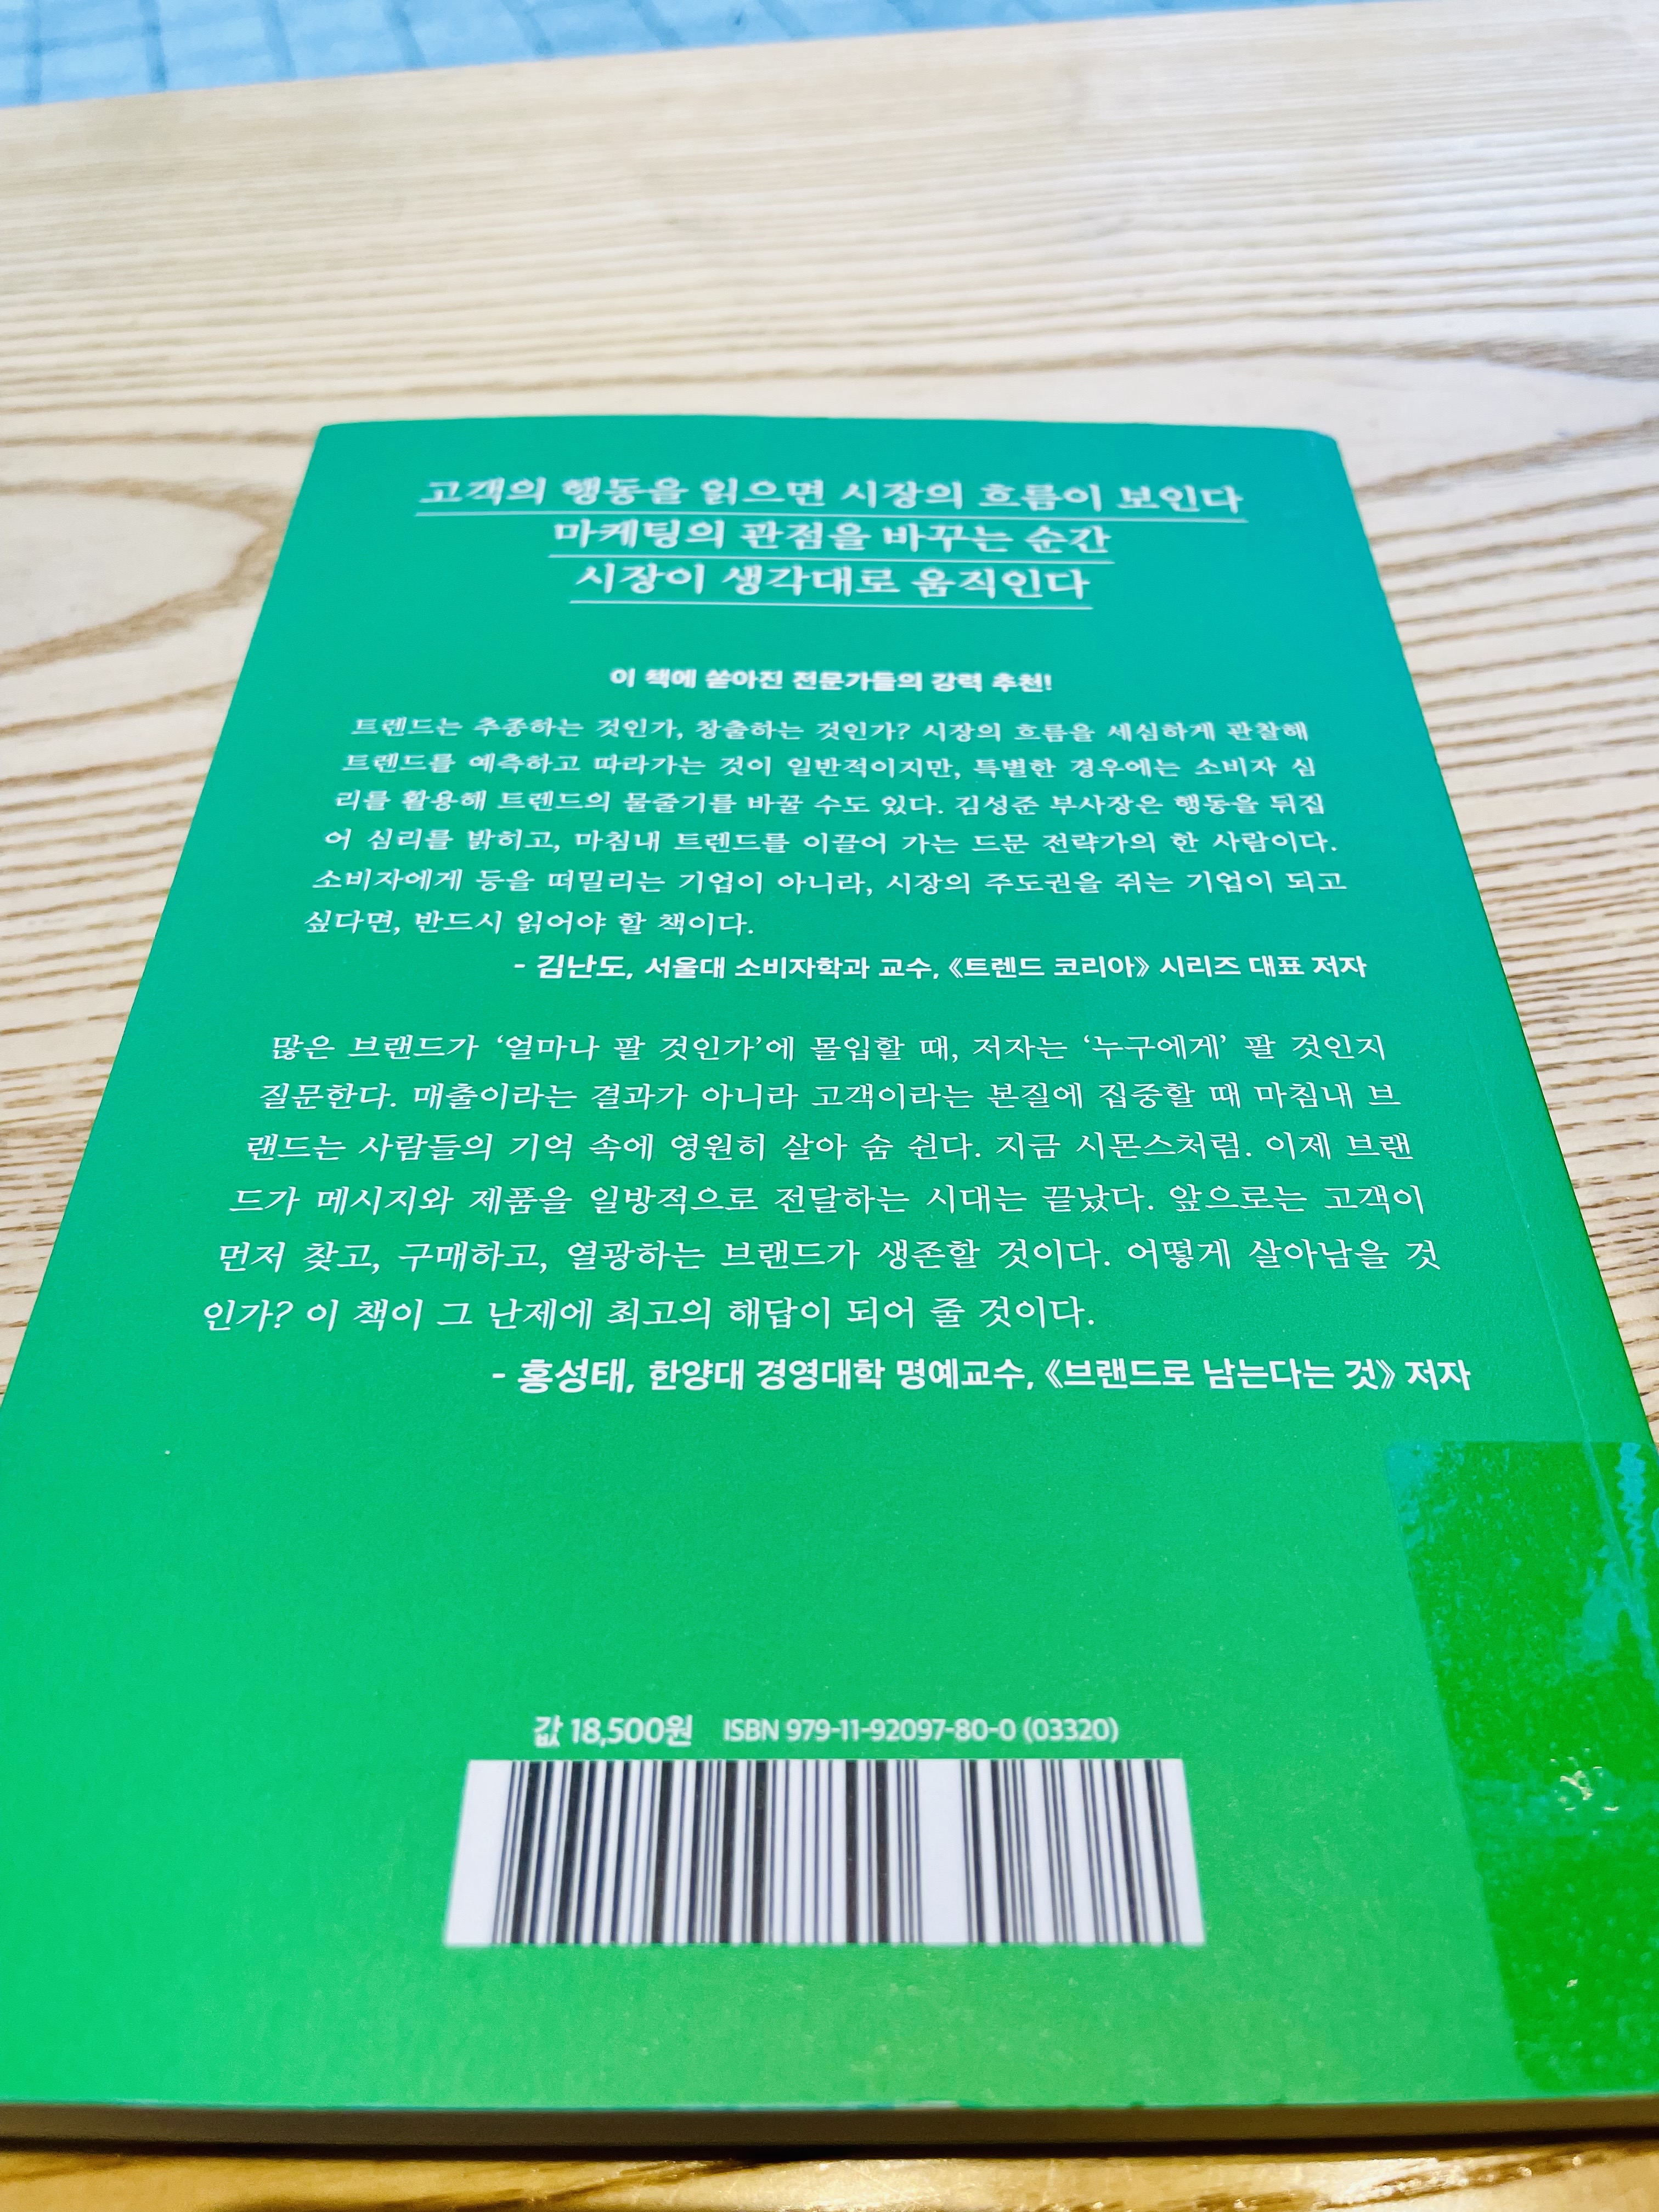 고객의 행동을 읽으면 시장의 흐름이 보인다
마케팅의 관점을 바꾸는 순간
시장이 생각대로 움직인다
이 책에 쏟아진 전문가들의 강력 추천!
트렌드는 추종하는 것인가, 창출하는 것인가? 시장의 흐름을 세심하게 관찰해
트렌드를 예측하고 따라가는 것이 일반적이지만, 특별한 경우에는 소비자 심
리를 활용해 트렌드의 물줄기를 바꿀 수도 있다. 김성준 부사장은 행동을 뒤집
어 심리를 밝히고, 마침내 트렌드를 이끌어 가는 드문 전략가의 한 사람이다.
소비자에게 등을 떠밀리는 기업이 아니라, 시장의 주도권을 쥐는 기업이 되고
싶다면, 반드시 읽어야 할 책이다.
- 김난도, 서울대 소비자학과 교수, 《트렌드 코리아》 시리즈 대표 저자
많은 브랜드가 ‘얼마나 팔 것인가’에 몰입할 때, 저자는 ‘누구에게’ 팔 것인지
질문한다. 매출이라는 결과가 아니라 고객이라는 본질에 집중할 때 마침내 브
랜드는 사람들의 기억 속에 영원히 살아 숨 쉰다. 지금 시몬스처럼. 이제 브랜
드가 메시지와 제품을 일방적으로 전달하는 시대는 끝났다. 앞으로는 고객이
먼저 찾고, 구매하고, 열광하는 브랜드가 생존할 것이다. 어떻게 살아남을 것
인가? 이 책이 그 난제에 최고의 해답이 되어 줄 것이다.
- 홍성태, 한양대 경영대학 명예교수, 《브랜드로 남는다는 것》 저자
값 18,500원 ISBN 979-11-92097-80-0 (03320)